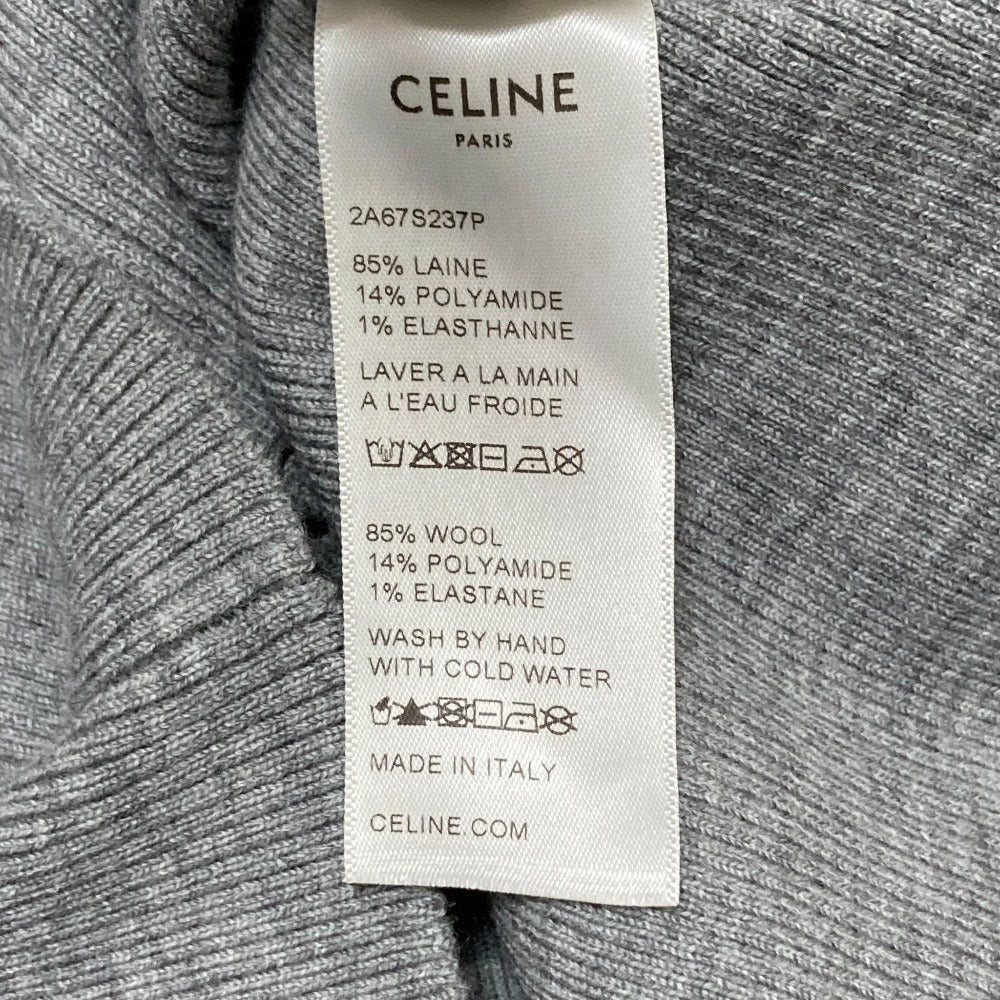 CELINE
PARIS
2A67S237P
85% LAINE
14% POLYAMIDE
1% ELASTHANNE
LAVER A LA MAIN
A L'EAU FROIDE
85% WOOL
14% POLYAMIDE
1% ELASTANE
WASH BY HAND
WITH COLD WATER
MADE IN ITALY
CELINE.COM